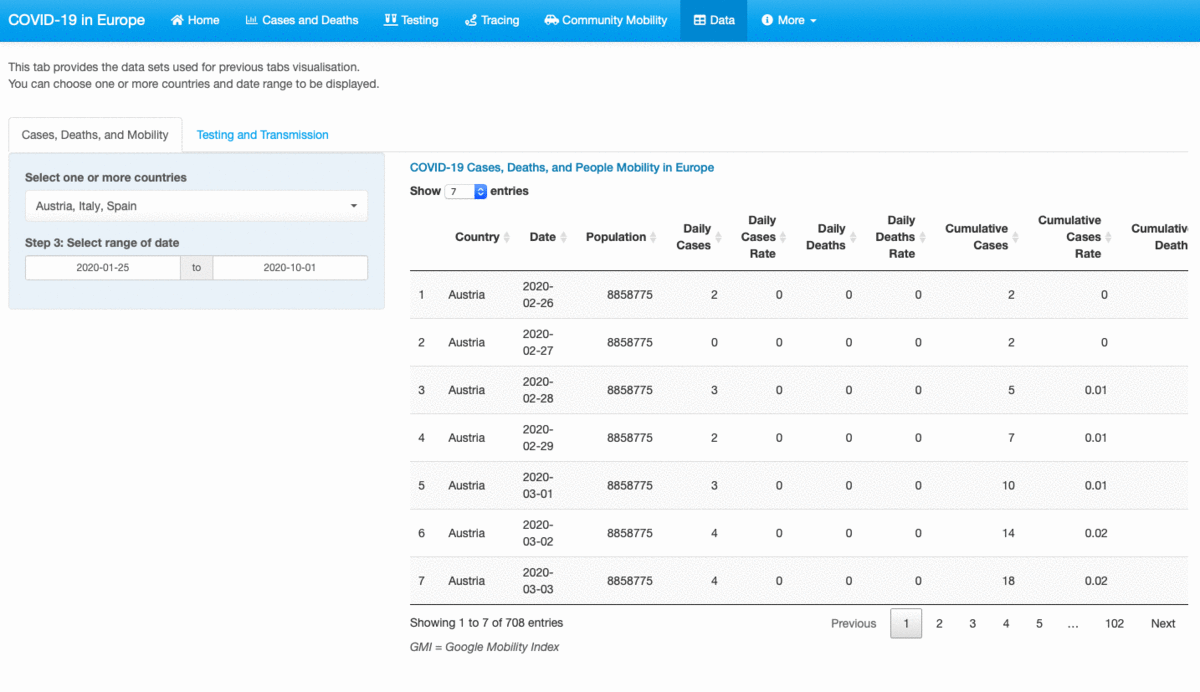 COVID-19 in Europe Home Cases and Deaths Testing Tracing Community Mobility Data More
This tab provides the data sets used for previous tabs visualisation.
You can choose one or more countries and date range to be displayed.
Cases, Deaths, and Mobility Testing and Transmission
Select one or more countries
Austria, Italy, Spain
Step 3: Select range of date
2020-01-25 to 2020-10-01
COVID-19 Cases, Deaths, and People Mobility in Europe
Show 7 entries
Country Date Population Daily Cases Daily Cases Rate Daily Deaths Daily Deaths Rate Cumulative Cases Cumulative Cases Rate Cumulativ Death
1 Austria 2020-02-26 8858775 2 0 0 0 2 0
2 Austria 2020-02-27 8858775 0 0 0 0 2 0
3 Austria 2020-02-28 8858775 3 0 0 0 5 0.01
4 Austria 2020-02-29 8858775 2 0 0 0 7 0.01
5 Austria 2020-03-01 8858775 3 0 0 0 10 0.01
6 Austria 2020-03-02 8858775 4 0 0 0 14 0.02
7 Austria 2020-03-03 8858775 4 0 0 0 18 0.02
Showing 1 to 7 of 708 entries
Previous 1 2 3 4 5 … 102 Next
GMI = Google Mobility Index